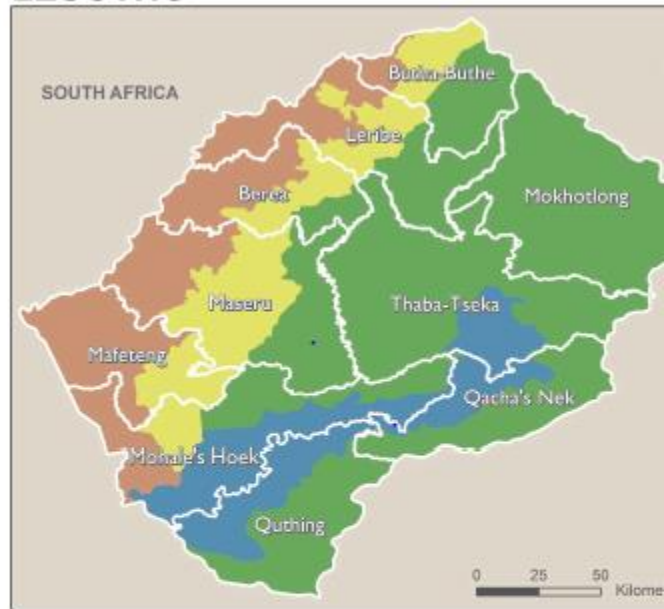 SOUTH AFRICA
Butha-Buthe
Leribe
Berea
Mokhotlong
Maseru
Thaba-Tseka
Mafeteng
Qacha's Nek
Mohale's Hoek
Quthing
0 25 50